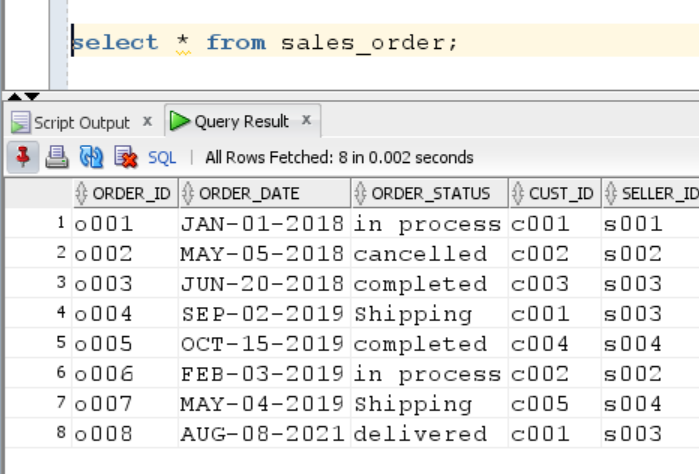 select * from sales_order;
Script Output x Query Result x
SQL | All Rows Fetched: 8 in 0.002 seconds
ORDER_ID ORDER_DATE ORDER_STATUS CUST_ID SELLER_ID
1 o001 JAN-01-2018 in process c001 s001
2 o002 MAY-05-2018 cancelled c002 s002
3 o003 JUN-20-2018 completed c003 s003
4 o004 SEP-02-2019 Shipping c001 s003
5 o005 OCT-15-2019 completed c004 s004
6 o006 FEB-03-2019 in process c002 s002
7 o007 MAY-04-2019 Shipping c005 s004
8 o008 AUG-08-2021 delivered c001 s003